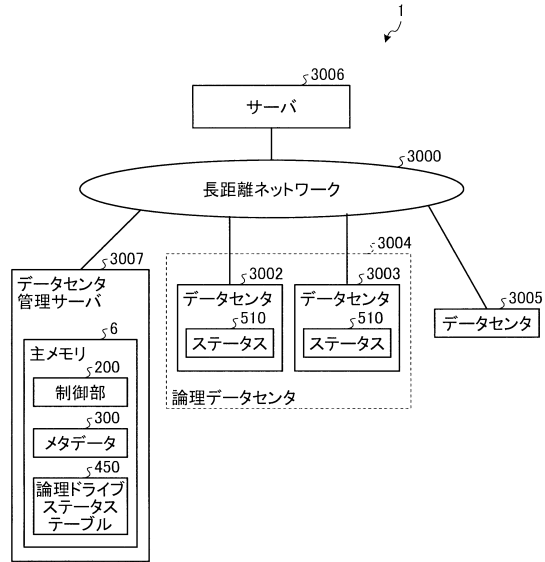 1
3006
サーバ
3000
長距離ネットワーク
3004
3007
データセンタ
管理サーバ
3002
データセンタ
510
ステータス
3003
データセンタ
510
ステータス
3005
データセンタ
論理データセンタ
6
主メモリ
200
制御部
300
メタデータ
450
論理ドライブ
ステータス
テーブル